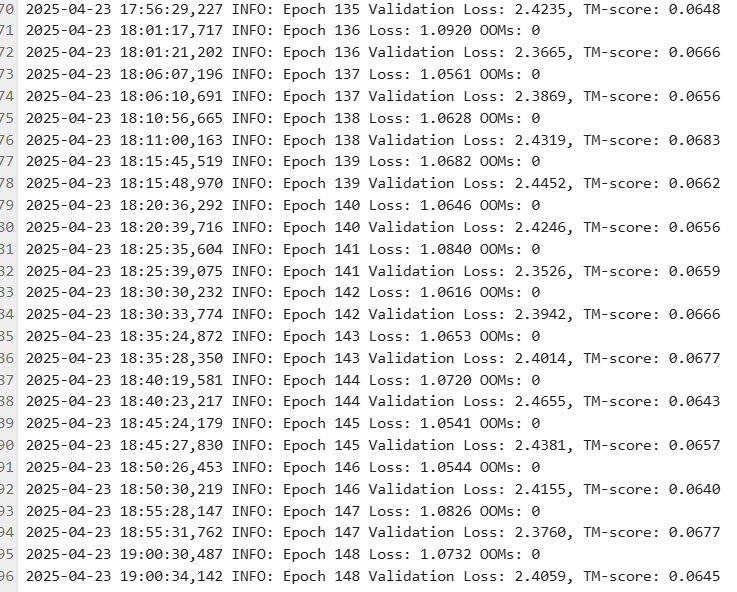 70 2025-04-23 17:56:29,227 INFO: Epoch 135 Validation Loss: 2.4235, TM-score: 0.0648
71 2025-04-23 18:01:17,717 INFO: Epoch 136 Loss: 1.0920 OOMs: 0
72 2025-04-23 18:01:21,202 INFO: Epoch 136 Validation Loss: 2.3665, TM-score: 0.0666
73 2025-04-23 18:06:07,196 INFO: Epoch 137 Loss: 1.0561 OOMs: 0
74 2025-04-23 18:06:10,691 INFO: Epoch 137 Validation Loss: 2.3869, TM-score: 0.0656
75 2025-04-23 18:10:56,665 INFO: Epoch 138 Loss: 1.0628 OOMs: 0
76 2025-04-23 18:11:00,163 INFO: Epoch 138 Validation Loss: 2.4319, TM-score: 0.0683
77 2025-04-23 18:15:45,519 INFO: Epoch 139 Loss: 1.0682 OOMs: 0
78 2025-04-23 18:15:48,970 INFO: Epoch 139 Validation Loss: 2.4452, TM-score: 0.0662
79 2025-04-23 18:20:36,292 INFO: Epoch 140 Loss: 1.0646 OOMs: 0
80 2025-04-23 18:20:39,716 INFO: Epoch 140 Validation Loss: 2.4246, TM-score: 0.0656
81 2025-04-23 18:25:35,604 INFO: Epoch 141 Loss: 1.0840 OOMs: 0
82 2025-04-23 18:25:39,075 INFO: Epoch 141 Validation Loss: 2.3526, TM-score: 0.0659
83 2025-04-23 18:30:30,232 INFO: Epoch 142 Loss: 1.0616 OOMs: 0
84 2025-04-23 18:30:33,774 INFO: Epoch 142 Validation Loss: 2.3942, TM-score: 0.0666
85 2025-04-23 18:35:24,872 INFO: Epoch 143 Loss: 1.0653 OOMs: 0
86 2025-04-23 18:35:28,350 INFO: Epoch 143 Validation Loss: 2.4014, TM-score: 0.0677
87 2025-04-23 18:40:19,581 INFO: Epoch 144 Loss: 1.0720 OOMs: 0
88 2025-04-23 18:40:23,217 INFO: Epoch 144 Validation Loss: 2.4655, TM-score: 0.0643
89 2025-04-23 18:45:24,179 INFO: Epoch 145 Loss: 1.0541 OOMs: 0
90 2025-04-23 18:45:27,830 INFO: Epoch 145 Validation Loss: 2.4381, TM-score: 0.0657
91 2025-04-23 18:50:26,453 INFO: Epoch 146 Loss: 1.0544 OOMs: 0
92 2025-04-23 18:50:30,219 INFO: Epoch 146 Validation Loss: 2.4155, TM-score: 0.0640
93 2025-04-23 18:55:28,147 INFO: Epoch 147 Loss: 1.0826 OOMs: 0
94 2025-04-23 18:55:31,762 INFO: Epoch 147 Validation Loss: 2.3760, TM-score: 0.0677
95 2025-04-23 19:00:30,487 INFO: Epoch 148 Loss: 1.0732 OOMs: 0
96 2025-04-23 19:00:34,142 INFO: Epoch 148 Validation Loss: 2.4059, TM-score: 0.0645